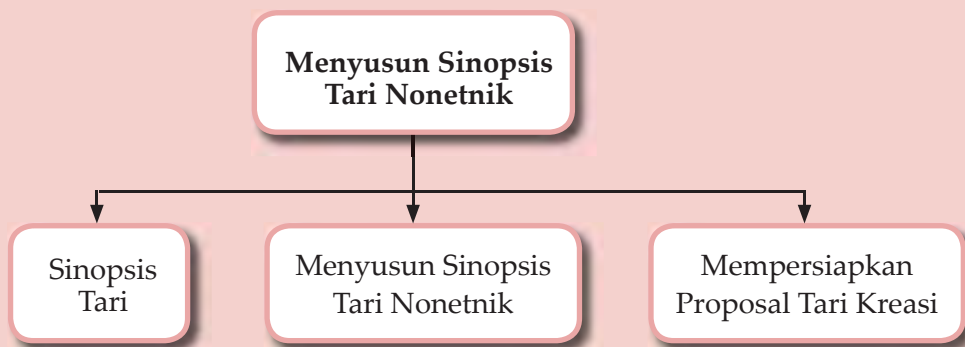 Menyusun Sinopsis
Tari Nonetnik
Sinopsis
Tari
Menyusun Sinopsis
Tari Nonetnik
Mempersiapkan
Proposal Tari Kreasi